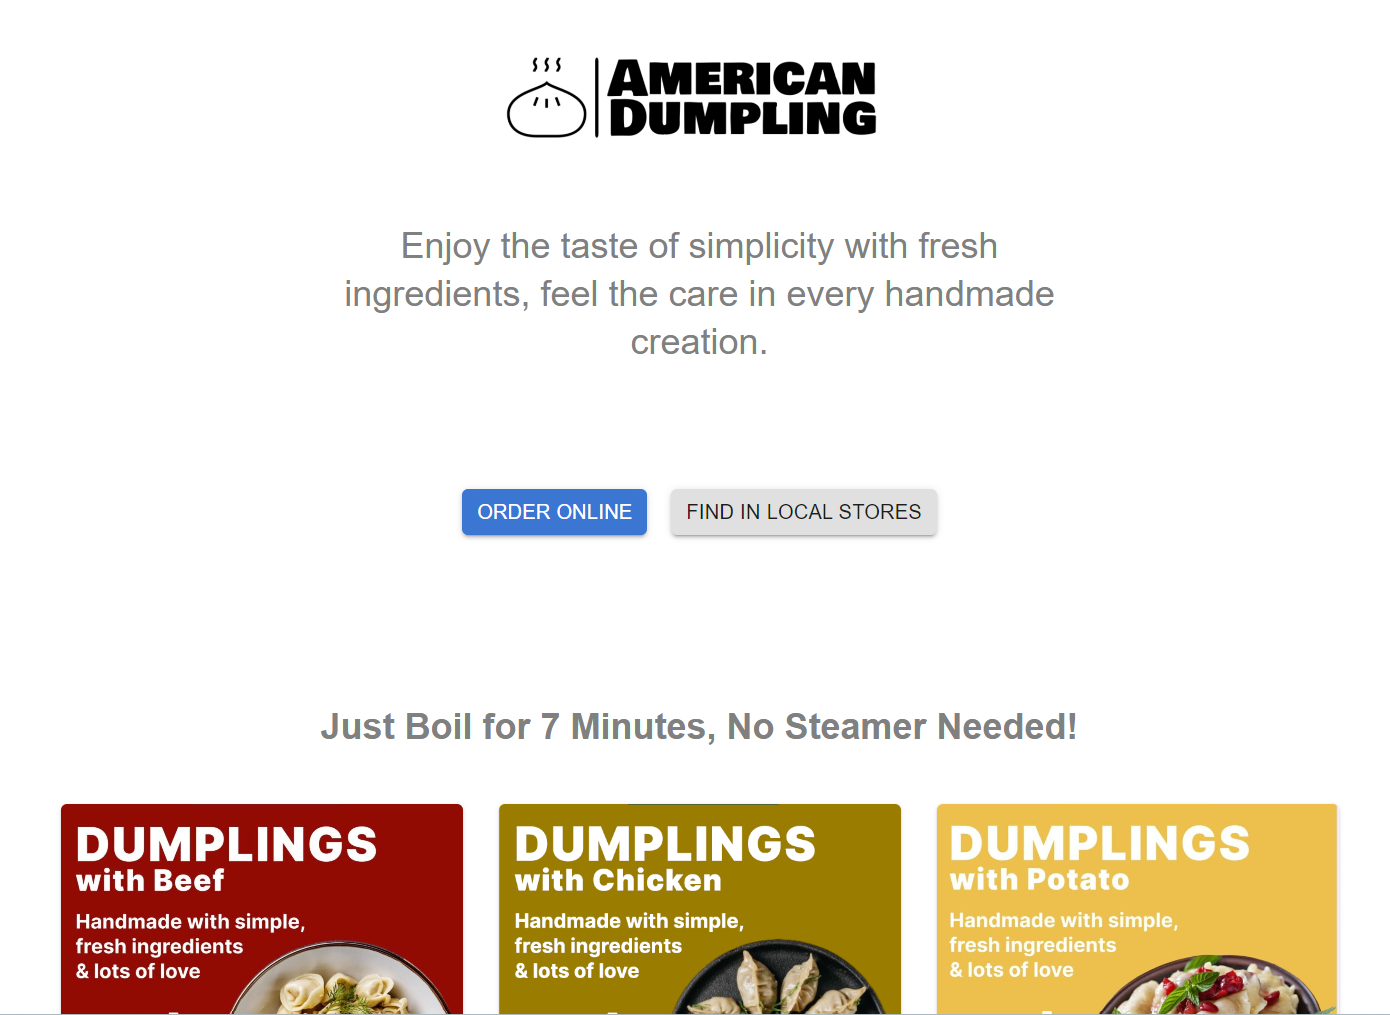 AMERICAN
DUMPLING
Enjoy the taste of simplicity with fresh
ingredients, feel the care in every handmade
creation.
ORDER ONLINE
FIND IN LOCAL STORES
Just Boil for 7 Minutes, No Steamer Needed!
DUMPLINGS
with Beef
Handmade with simple,
fresh ingredients
& lots of love
DUMPLINGS
with Chicken
Handmade with simple,
fresh ingredients
& lots of love
DUMPLINGS
with Potato
Handmade with simple,
fresh ingredients
& lots of love